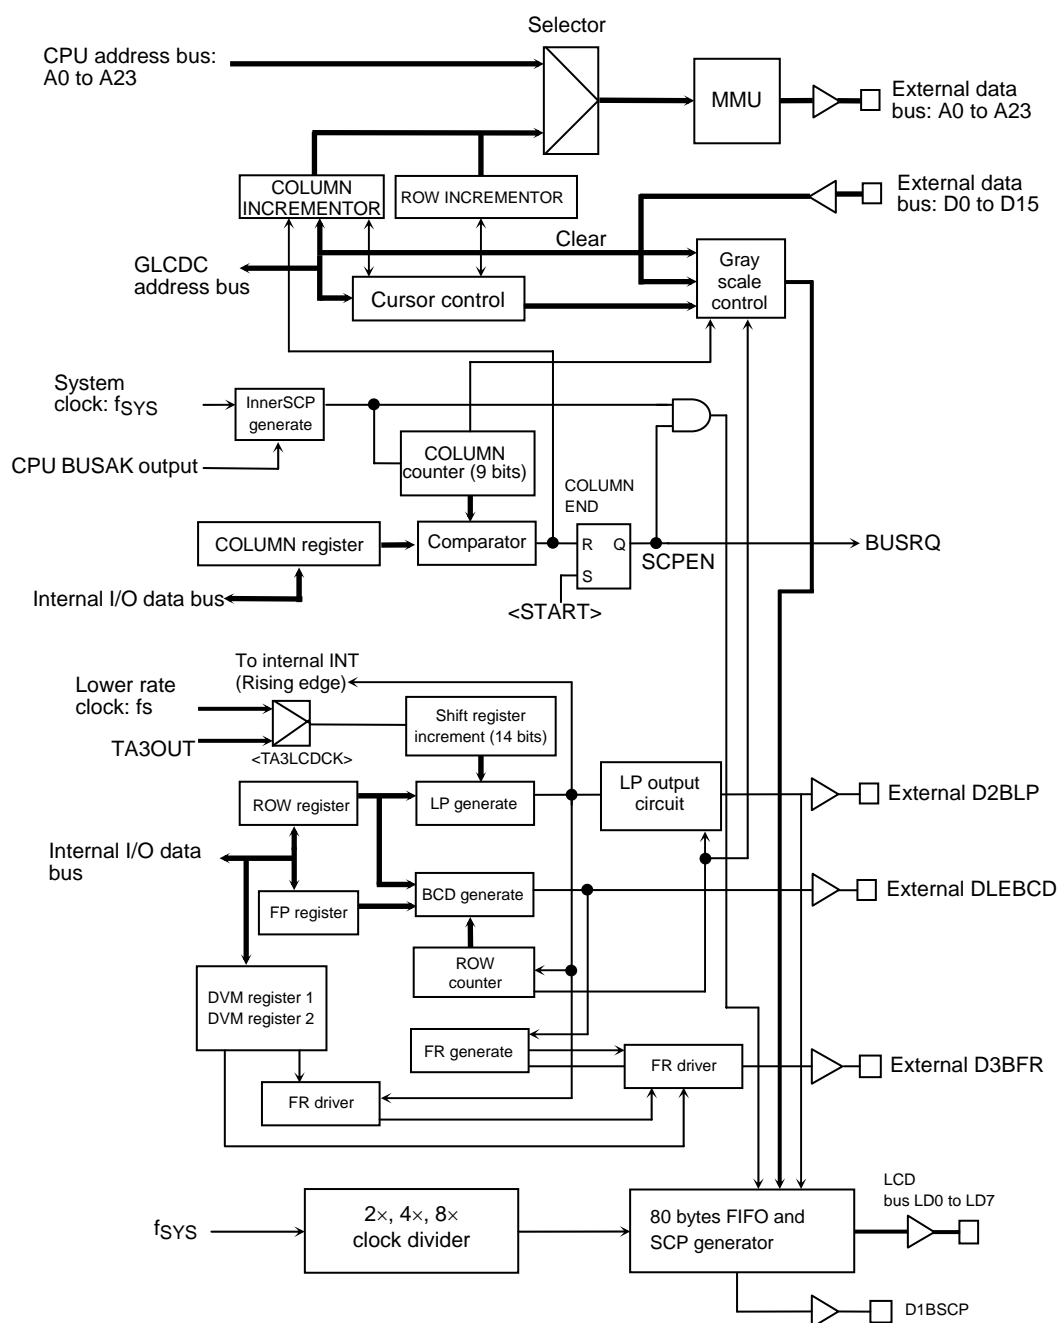 Selector
CPU address bus:
A0 to A23
MMU
External data
bus: A0 to A23
COLUMN
INCREMENTOR
ROW INCREMENTOR
External data
bus: D0 to D15
Clear
GLCDC
address bus
Cursor control
Gray
scale
control
System
clock: fSYS
InnerSCP
generate
CPU BUSAK output
COLUMN
counter (9 bits)
COLUMN
END
COLUMN register
Comparator
R Q
S
SCPEN
BUSRQ
Internal I/O data bus
<START>
To internal INT
(Rising edge)
Lower rate
clock: fs
TA3OUT
<TA3LCDCK>
Shift register
increment (14 bits)
ROW register
LP generate
LP output
circuit
External D2BLP
Internal I/O data
bus
FP register
BCD generate
External DLEBCD
ROW
counter
DVM register 1
DVM register 2
FR generate
FR driver
External D3BFR
FR driver
LCD
bus LD0 to LD7
fSYS
2×, 4×, 8×
clock divider
80 bytes FIFO and
SCP generator
D1BSCP